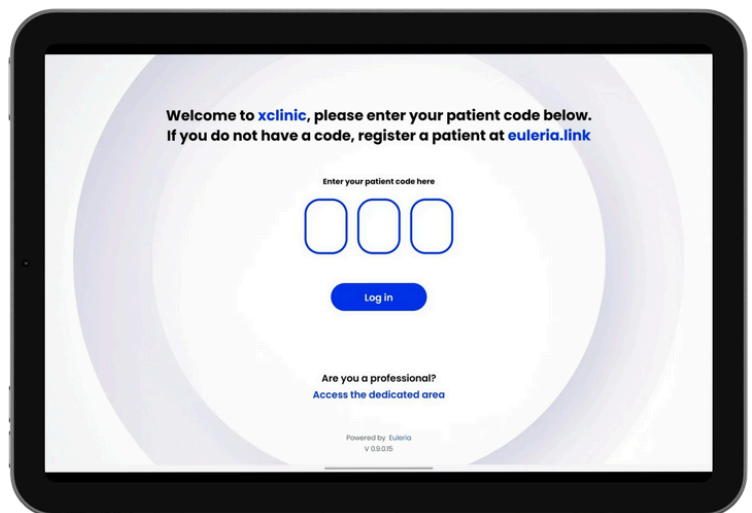 Welcome to xclinic, please enter your patient code below.
If you do not have a code, register a patient at euleria.link
Enter your patient code here
Log in
Are you a professional?
Access the dedicated area
Powered by Euleria
V 0.9.0.15